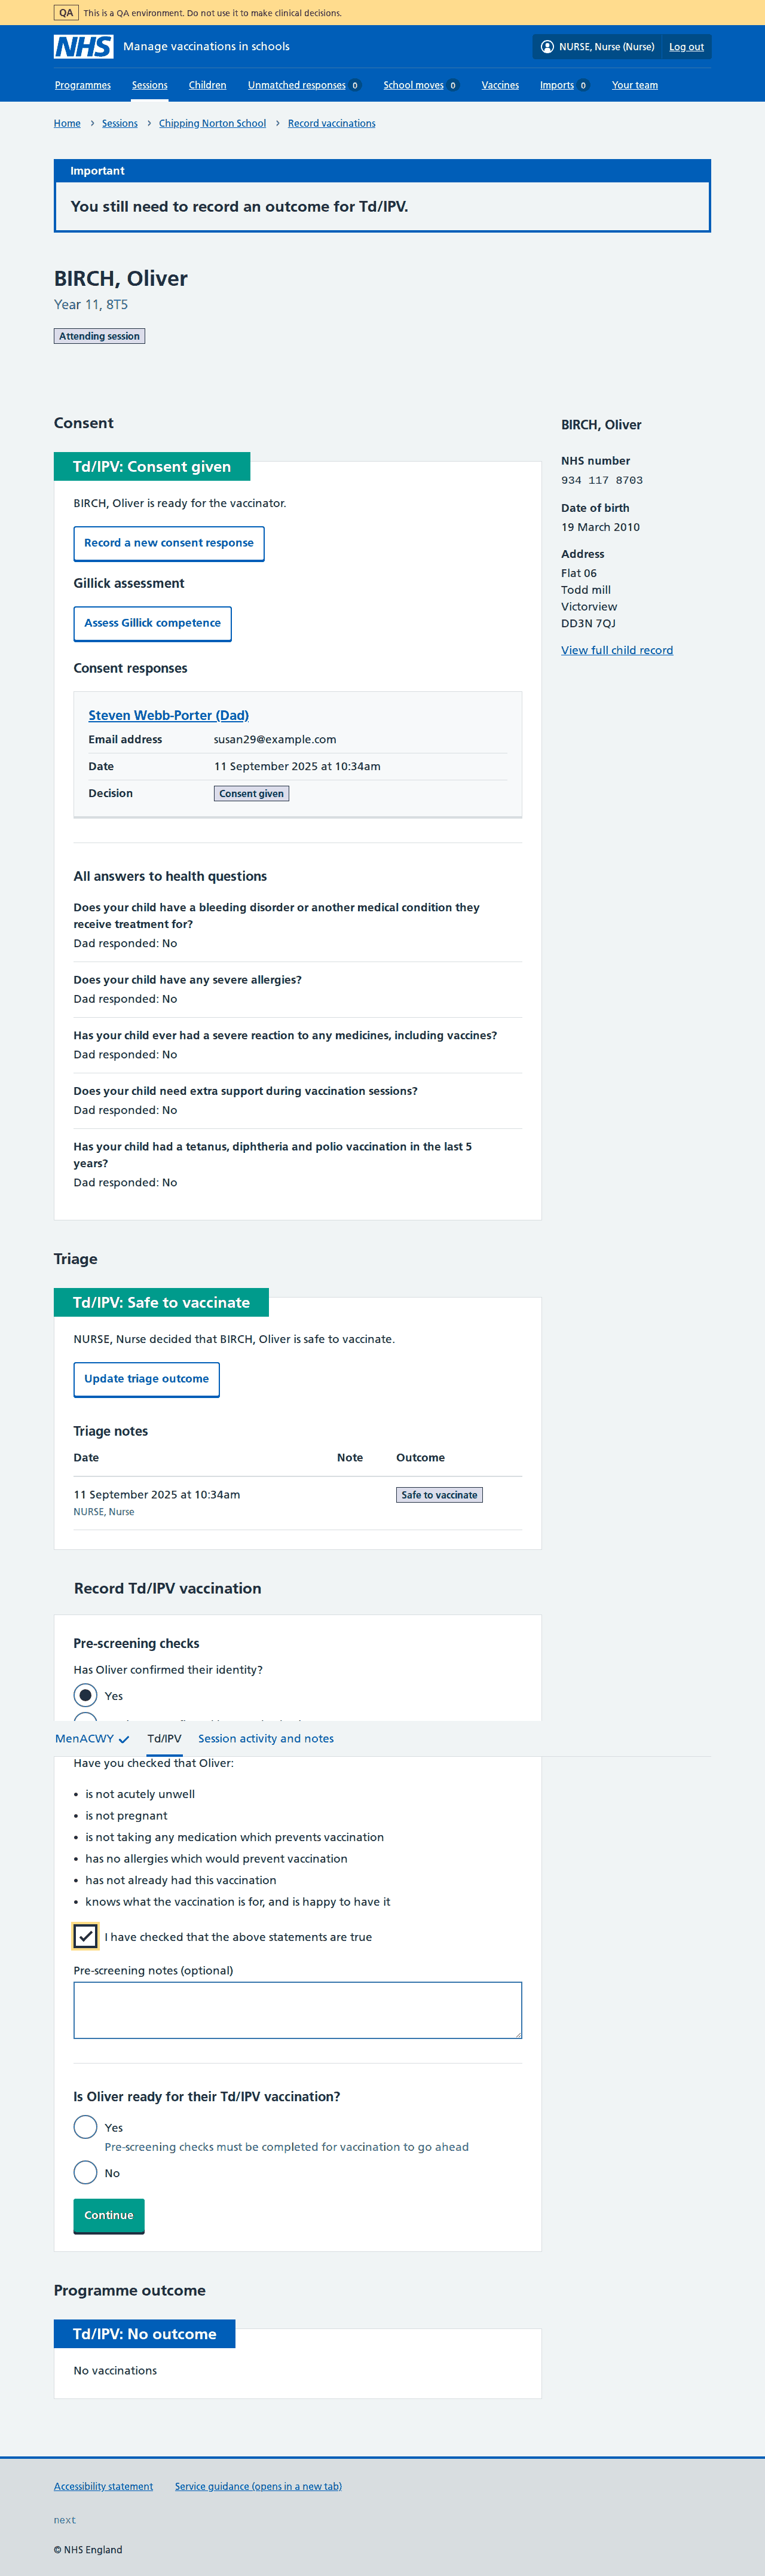 QA This is a QA environment. Do not use it to make clinical decisions.
NHS Manage vaccinations in schools NURSE, Nurse (Nurse) Log out
Programmes Sessions Children Unmatched responses 0 School moves 0 Vaccines Imports 0 Your team
Home > Sessions > Chipping Norton School > Record vaccinations
Important
You still need to record an outcome for Td/IPV.
BIRCH, Oliver
Year 11, 8T5
Attending session
Consent
Td/IPV: Consent given
BIRCH, Oliver is ready for the vaccinator.
Record a new consent response
Gillick assessment
Assess Gillick competence
Consent responses
Steven Webb-Porter (Dad)
Email address susan29@example.com
Date 11 September 2025 at 10:34am
Decision Consent given
All answers to health questions
Does your child have a bleeding disorder or another medical condition they
receive treatment for?
Dad responded: No
Does your child have any severe allergies?
Dad responded: No
Has your child ever had a severe reaction to any medicines, including vaccines?
Dad responded: No
Does your child need extra support during vaccination sessions?
Dad responded: No
Has your child had a tetanus, diphtheria and polio vaccination in the last 5
years?
Dad responded: No
BIRCH, Oliver
NHS number
934 117 8703
Date of birth
19 March 2010
Address
Flat 06
Todd mill
Victorview
DD3N 7QJ
View full child record
Triage
Td/IPV: Safe to vaccinate
NURSE, Nurse decided that BIRCH, Oliver is safe to vaccinate.
Update triage outcome
Triage notes
Date Note Outcome
11 September 2025 at 10:34am Safe to vaccinate
NURSE, Nurse
Record Td/IPV vaccination
Pre-screening checks
Has Oliver confirmed their identity?
Yes
MenACWY Td/IPV Session activity and notes
Have you checked that Oliver:
• is not acutely unwell
• is not pregnant
• is not taking any medication which prevents vaccination
• has no allergies which would prevent vaccination
• has not already had this vaccination
• knows what the vaccination is for, and is happy to have it
I have checked that the above statements are true
Pre-screening notes (optional)
Is Oliver ready for their Td/IPV vaccination?
Yes
Pre-screening checks must be completed for vaccination to go ahead
No
Continue
Programme outcome
Td/IPV: No outcome
No vaccinations
Accessibility statement Service guidance (opens in a new tab)
next
© NHS England